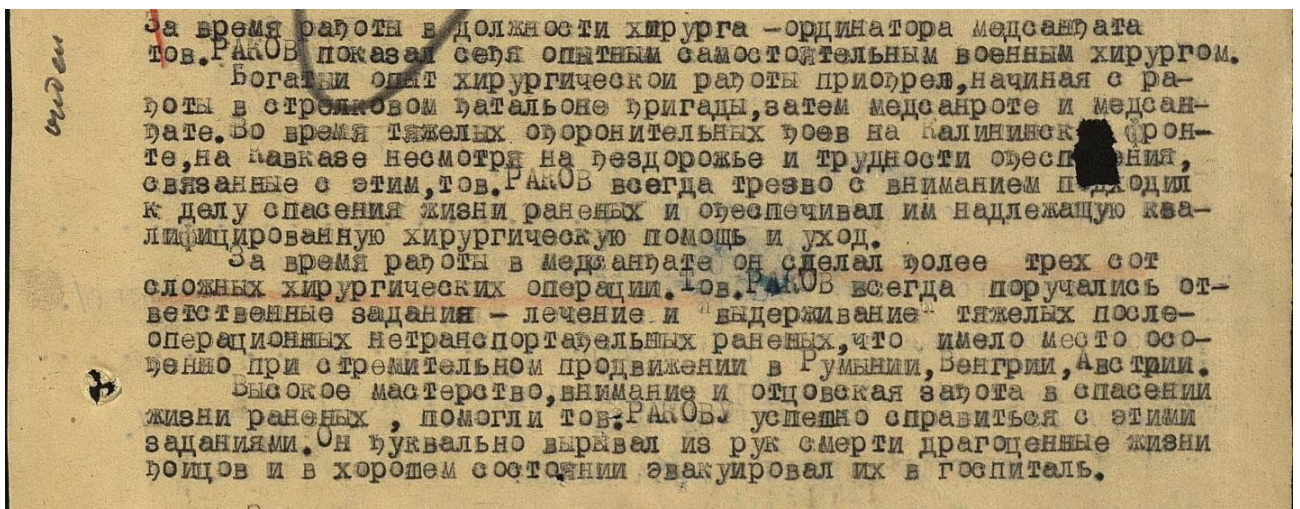 За время работы в должности хирурга -ординатора медсанбата
тов.РАКОВ показал себя опытным самостоятельным военным хирургом.
Богатый опыт хирургической работы приобрел,начиная с ра-
боты в стрелковом батальоне бригады,затем медсанроте и медсан-
бате.Во время тяжелых оборонительных боев на Калининск фрон-
те,на Кавказе несмотря на бездорожье и трудности обесп ения,
связанные с этим,тов.РАКОВ всегда трезво с вниманием подходил
к делу спасения жизни раненых и обеспечивал им надлежащую ква-
лифицированную хирургическую помощь и уход.
За время работы в медсанбате он сделал более трех сот
сложных хирургических операции.Тов.РАКОВ всегда поручались от-
ветственные задания - лечение и "выдерживание" тяжелых после-
операционных нетранспортабельных раненых,что имело место осо-
бенно при стремительном продвижении в Румынии,Венгрии,Австрии.
Высокое мастерство,внимание и отцовская забота в спасении
жизни раненых , помогли тов.РАКОВУ успешно справиться с этими
заданиями.Он буквально вырывал из рук смерти драгоценные жизни
бойцов и в хорошем состоянии эвакуировал их в госпиталь.